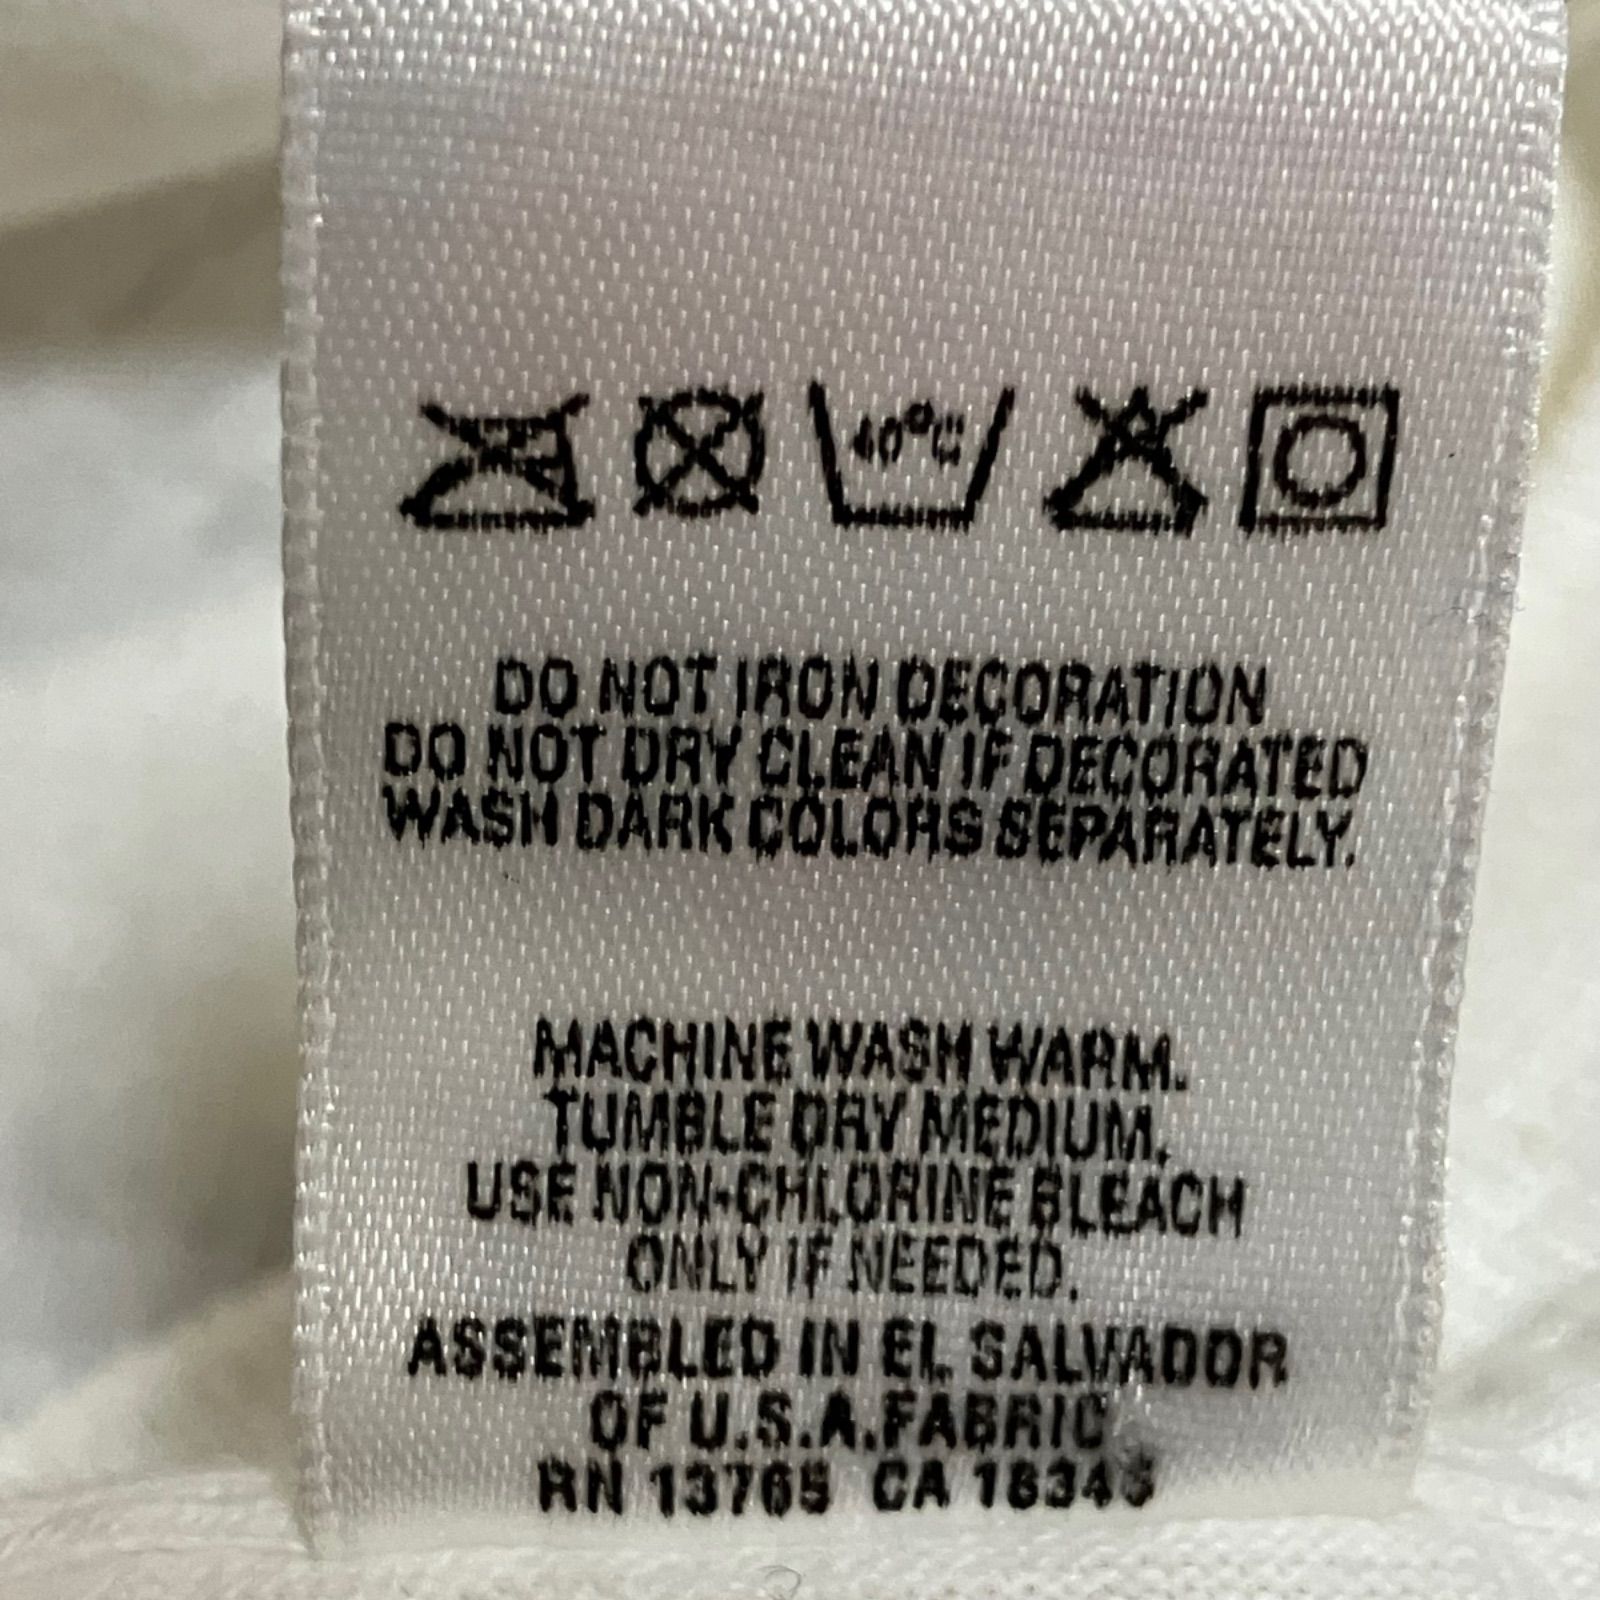 40°C
DO NOT IRON DECORATION
DO NOT DRY CLEAN IF DECORATED
WASH DARK COLORS SEPARATELY.
MACHINE WASH WARM.
TUMBLE DRY MEDIUM.
USE NON-CHLORINE BLEACH
ONLY IF NEEDED.
ASSEMBLED IN EL SALVADOR
OF U.S.A. FABRIC
RN 13765 CA